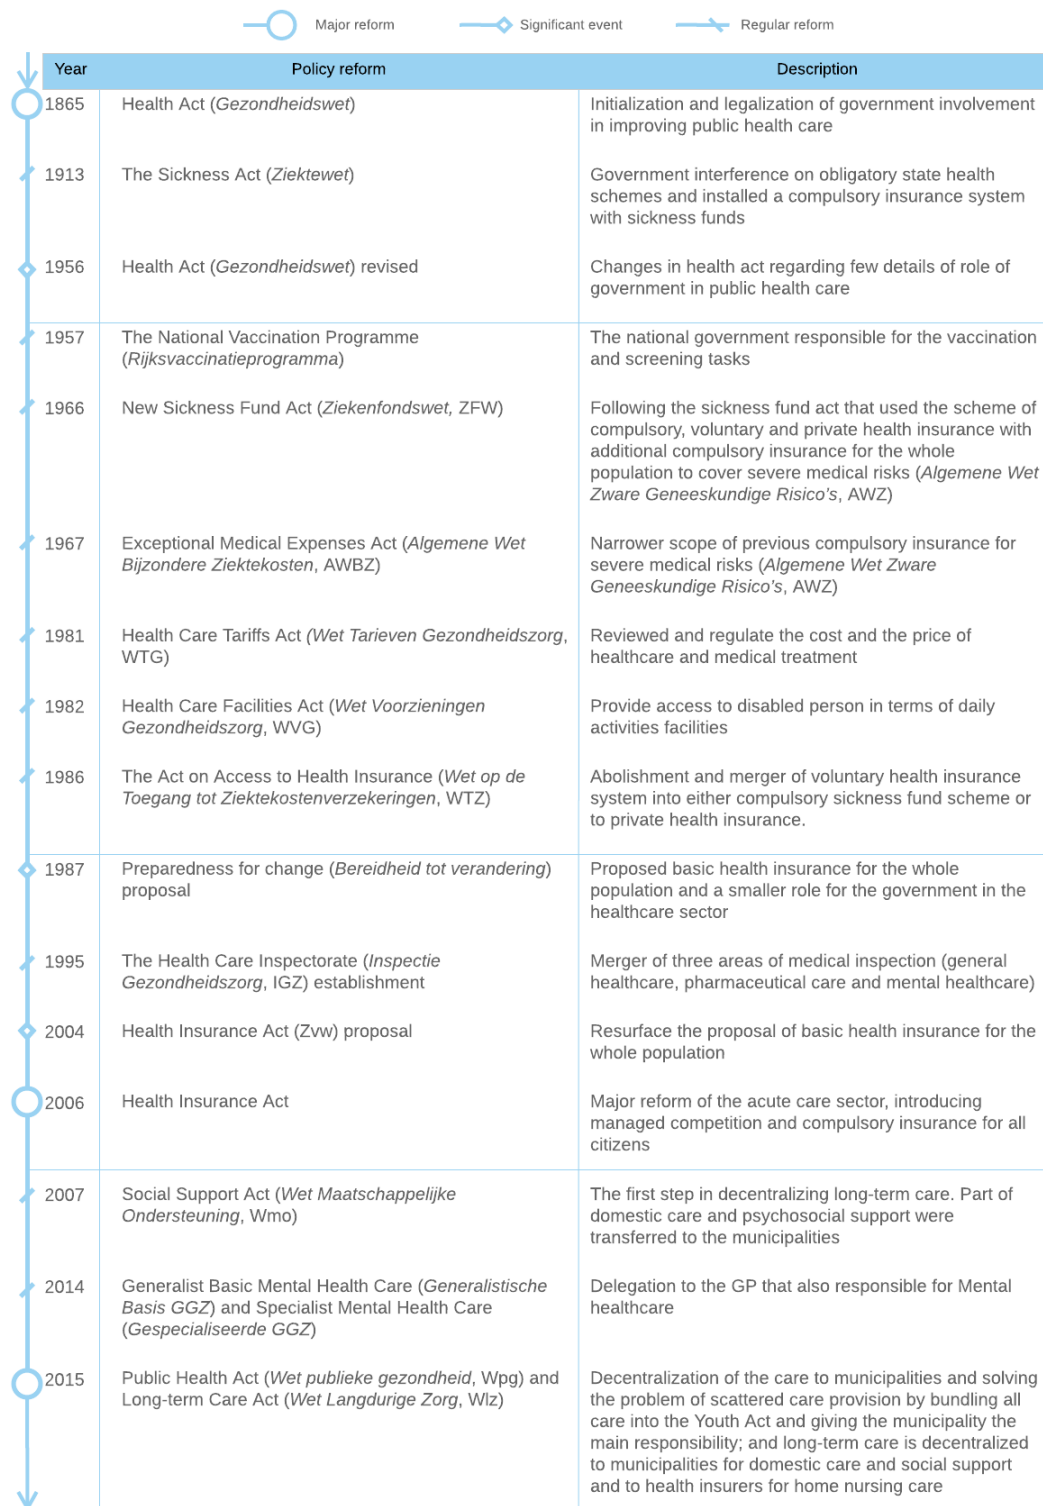 Major reform
Significant event
Regular reform
Year
Policy reform
Description
1865
Health Act (Gezondheidswet)
Initialization and legalization of government involvement
in improving public health care
1913
The Sickness Act (Ziektewet)
Government interference on obligatory state health
schemes and installed a compulsory insurance system
with sickness funds
1956
Health Act (Gezondheidswet) revised
Changes in health act regarding few details of role of
government in public health care
1957
The National Vaccination Programme
(Rijksvaccinatieprogramma)
The national government responsible for the vaccination
and screening tasks
1966
New Sickness Fund Act (Ziekenfondswet, ZFW)
Following the sickness fund act that used the scheme of
compulsory, voluntary and private health insurance with
additional compulsory insurance for the whole
population to cover severe medical risks (Algemene Wet
Zware Geneeskundige Risico's, AWZ)
1967
Exceptional Medical Expenses Act (Algemene Wet
Bijzondere Ziektekosten, AWBZ)
Narrower scope of previous compulsory insurance for
severe medical risks (Algemene Wet Zware
Geneeskundige Risico's, AWZ)
1981
Health Care Tariffs Act (Wet Tarieven Gezondheidszorg,
WTG)
Reviewed and regulate the cost and the price of
healthcare and medical treatment
1982
Health Care Facilities Act (Wet Voorzieningen
Gezondheidszorg, WVG)
Provide access to disabled person in terms of daily
activities facilities
1986
The Act on Access to Health Insurance (Wet op de
Toegang tot Ziektekostenverzekeringen, WTZ)
Abolishment and merger of voluntary health insurance
system into either compulsory sickness fund scheme or
to private health insurance.
1987
Preparedness for change (Bereidheid tot verandering)
proposal
Proposed basic health insurance for the whole
population and a smaller role for the government in the
healthcare sector
1995
The Health Care Inspectorate (Inspectie
Gezondheidszorg, IGZ) establishment
Merger of three areas of medical inspection (general
healthcare, pharmaceutical care and mental healthcare)
2004
Health Insurance Act (Zvw) proposal
Resurface the proposal of basic health insurance for the
whole population
2006
Health Insurance Act
Major reform of the acute care sector, introducing
managed competition and compulsory insurance for all
citizens
2007
Social Support Act (Wet Maatschappelijke
Ondersteuning, Wmo)
The first step in decentralizing long-term care. Part of
domestic care and psychosocial support were
transferred to the municipalities
2014
Generalist Basic Mental Health Care (Generalistische
Basis GGZ) and Specialist Mental Health Care
(Gespecialiseerde GGZ)
Delegation to the GP that also responsible for Mental
healthcare
2015
Public Health Act (Wet publieke gezondheid, Wpg) and
Long-term Care Act (Wet Langdurige Zorg, Wlz)
Decentralization of the care to municipalities and solving
the problem of scattered care provision by bundling all
care into the Youth Act and giving the municipality the
main responsibility; and long-term care is decentralized
to municipalities for domestic care and social support
and to health insurers for home nursing care